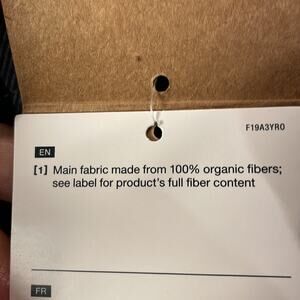 F19A3YR0
EN
[1] Main fabric made from 100% organic fibers;
see label for product's full fiber content
FR